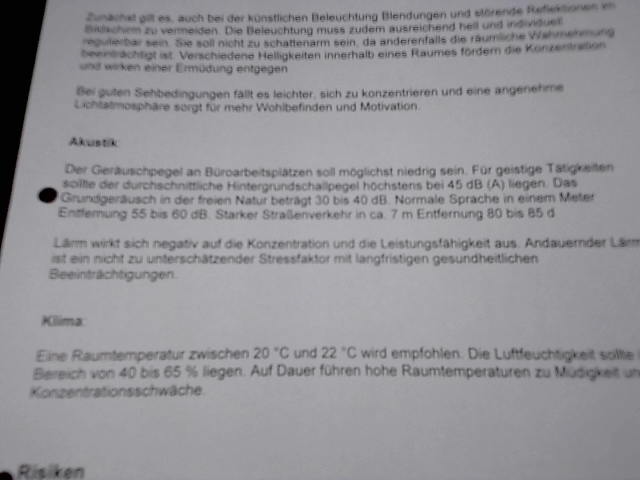 Zunächst gilt es, auch bei der künstlichen Beleuchtung Blendungen und störende Reflektionen im
Bildschirm zu vermeiden. Die Beleuchtung muss zudem ausreichend hell und individuell
regulierbar sein. Sie soll nicht zu schattenarm sein, da anderenfalls die räumliche Wahrnehmung
beeinträchtigt ist. Verschiedene Helligkeiten innerhalb eines Raumes fördern die Konzentration
und wirken einer Ermüdung entgegen
Bei guten Sehbedingungen fällt es leichter, sich zu konzentrieren und eine angenehme
Lichtatmosphäre sorgt für mehr Wohlbefinden und Motivation.
Akustik:
Der Geräuschpegel an Büroarbeitsplätzen soll möglichst niedrig sein. Für geistige Tätigkeiten
sollte der durchschnittliche Hintergrundschallpegel höchstens bei 45 dB (A) liegen. Das
Grundgeräusch in der freien Natur beträgt 30 bis 40 dB. Normale Sprache in einem Meter
Entfernung 55 bis 60 dB. Starker Straßenverkehr in ca. 7 m Entfernung 80 bis 85 d
Lärm wirkt sich negativ auf die Konzentration und die Leistungsfähigkeit aus. Andauernder Lärm
ist ein nicht zu unterschätzender Stressfaktor mit langfristigen gesundheitlichen
Beeinträchtigungen.
Klima:
Eine Raumtemperatur zwischen 20 °C und 22 °C wird empfohlen. Die Luftfeuchtigkeit sollte
Bereich von 40 bis 65 % liegen. Auf Dauer führen hohe Raumtemperaturen zu Müdigkeit un
Konzentrationsschwäche.
Risiken